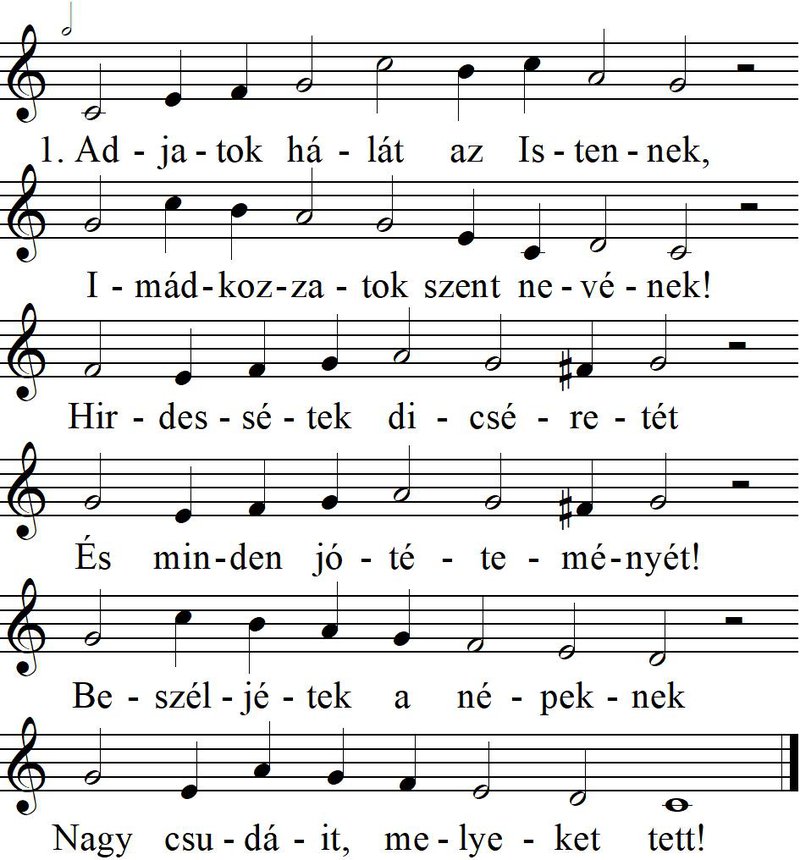 1. Ad - ja - tok há - lát az Is - ten - nek,
I - mád - koz - za - tok szent ne - vé - nek!
Hir - des - sé - tek di - csé - re - tét
És min - den jó - té - te - mé - nyét!
Be - szél - jé - tek a né - pek - nek
Nagy csu - dá - it, me - lye - ket tett!